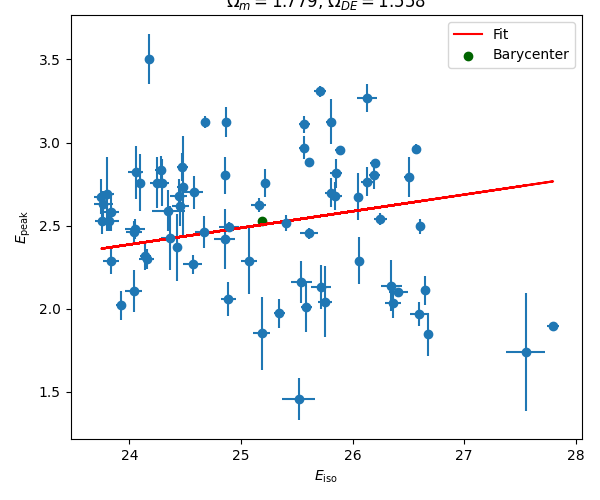 Ωm = 1.779, ΩDE = 1.558
Fit
Barycenter
3.5
3.0
2.5
2.0
1.5
Epeak
24
25
26
27
28
Eiso